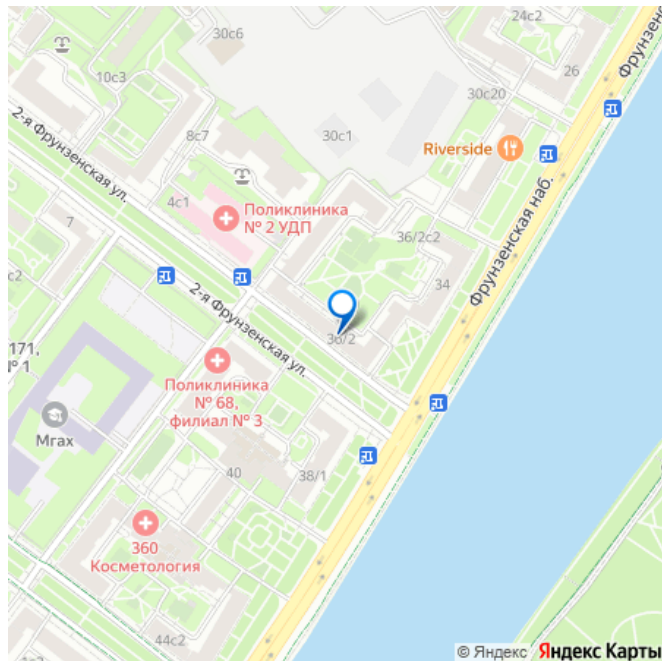 24с2
Фрунзенс
30с6
26
10с3
30с20
2-я Фрунзенская ул.
8с7
30с1
Riverside
4с1
Поликлиника
№ 2 УДП
Фрунзенская наб.
7
36/2с2
с2
34
2-я Фрунзенская ул.
36/2
171,
№ 1
Поликлиника
№ 68,
филиал № 3
Мгах
40
38/1
360
Косметология
44с2
© Яндекс Яндекс Карты